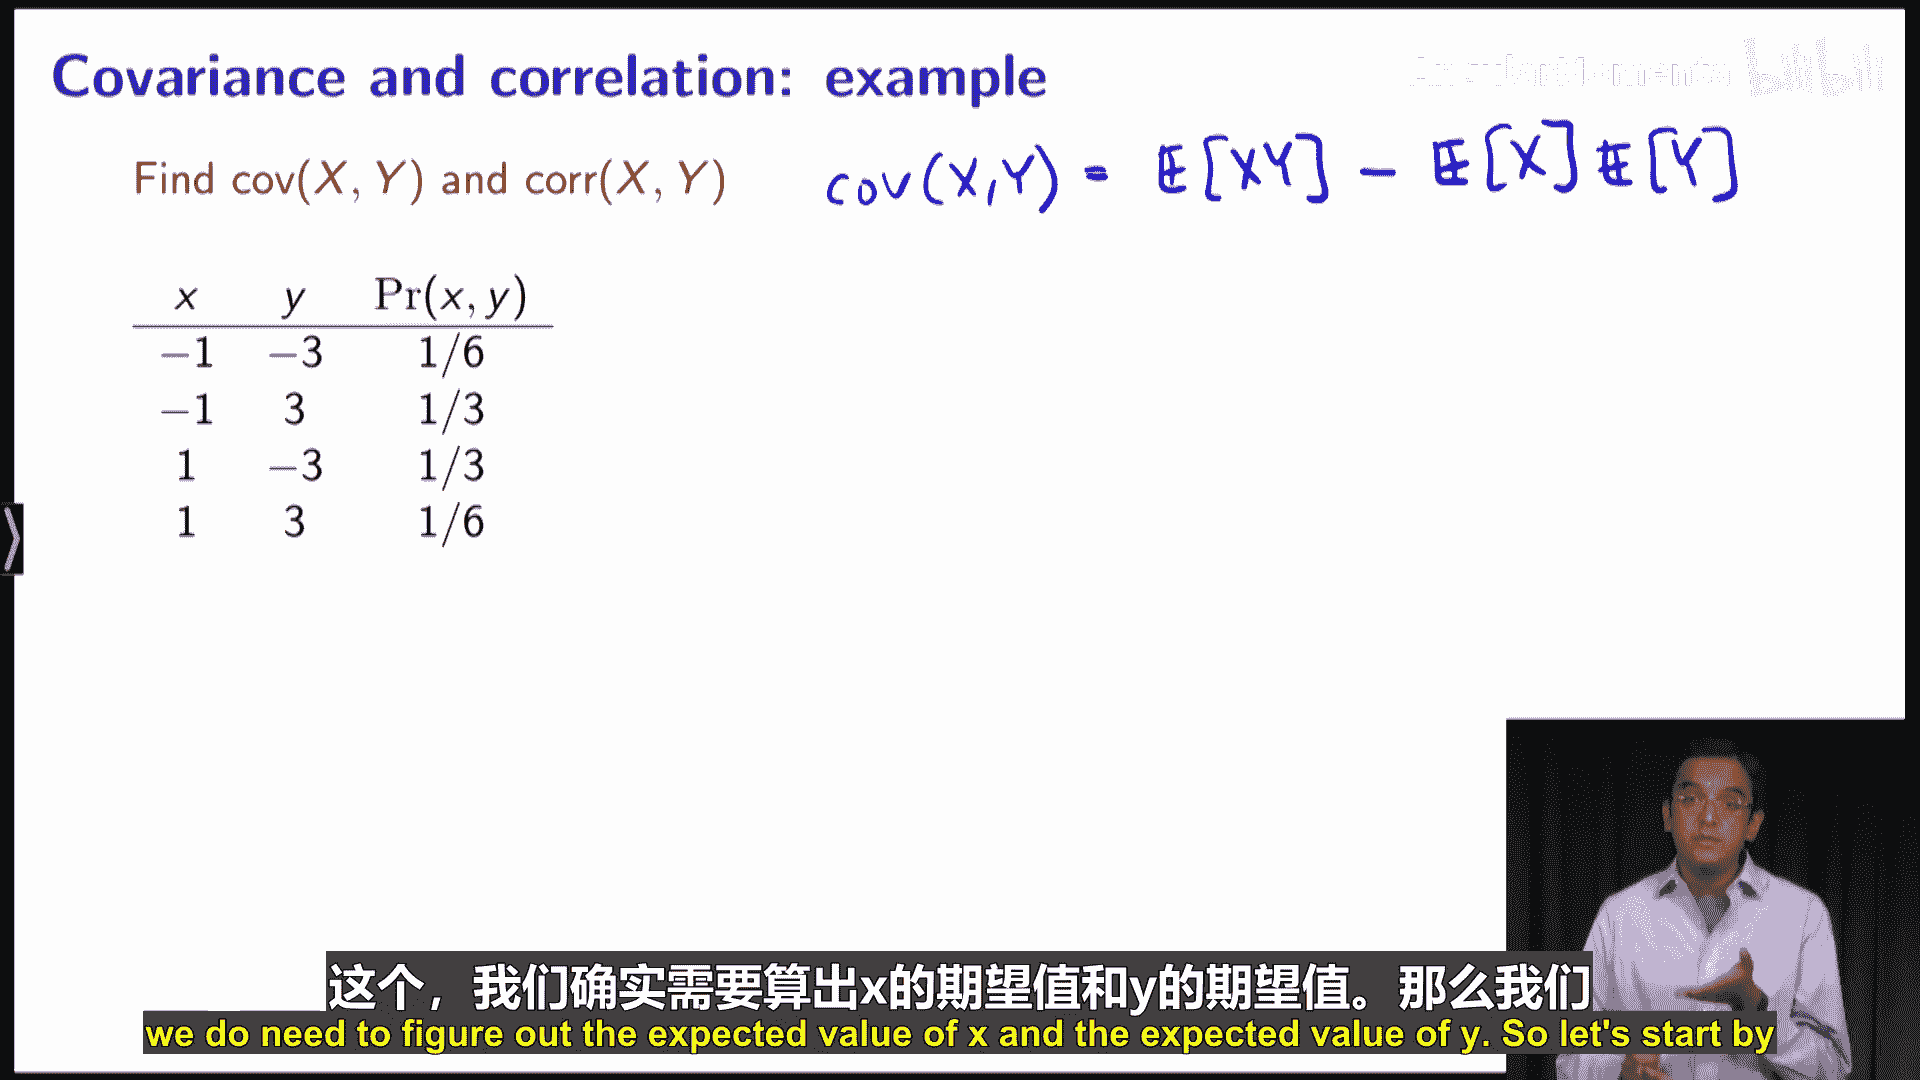 Covariance and correlation: example
bilibili
Find cov(X, Y) and corr(X, Y)
cov(X,Y) = E[XY] - E[X]E[Y]
x y Pr(x, y)
−1 −3 1/6
−1 3 1/3
1 −3 1/3
1 3 1/6
这个，我们确实需要算出x的期望值和y的期望值。那么我们
we do need to figure out the expected value of x and the expected value of y. So let's start by